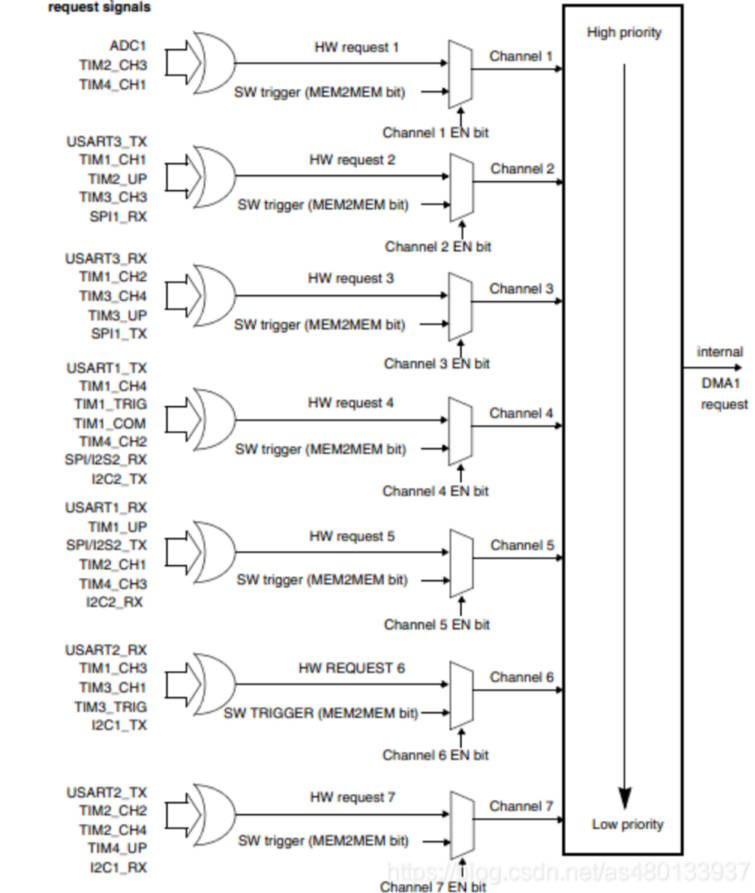 request signals
ADC1
TIM2_CH3
TIM4_CH1
HW request 1
SW trigger (MEM2MEM bit)
Channel 1
Channel 1 EN bit
USART3_TX
TIM1_CH1
TIM2_UP
TIM3_CH3
SPI1_RX
HW request 2
SW trigger (MEM2MEM bit)
Channel 2
Channel 2 EN bit
USART3_RX
TIM1_CH2
TIM3_CH4
TIM3_UP
SPI1_TX
HW request 3
SW trigger (MEM2MEM bit)
Channel 3
Channel 3 EN bit
USART1_TX
TIM1_CH4
TIM1_TRIG
TIM1_COM
TIM4_CH2
SPI/I2S2_RX
I2C2_TX
HW request 4
SW trigger (MEM2MEM bit)
Channel 4
Channel 4 EN bit
USART1_RX
TIM1_UP
SPI/I2S2_TX
TIM2_CH1
TIM4_CH3
I2C2_RX
HW request 5
SW trigger (MEM2MEM bit)
Channel 5
Channel 5 EN bit
USART2_RX
TIM1_CH3
TIM3_CH1
TIM3_TRIG
I2C1_TX
HW REQUEST 6
SW TRIGGER (MEM2MEM bit)
Channel 6
Channel 6 EN bit
USART2_TX
TIM2_CH2
TIM2_CH4
TIM4_UP
I2C1_RX
HW request 7
SW trigger (MEM2MEM bit)
Channel 7
Channel 7 EN bit
High priority
Low priority
internal
DMA1
request
https://blog.csdn.net/as480133937